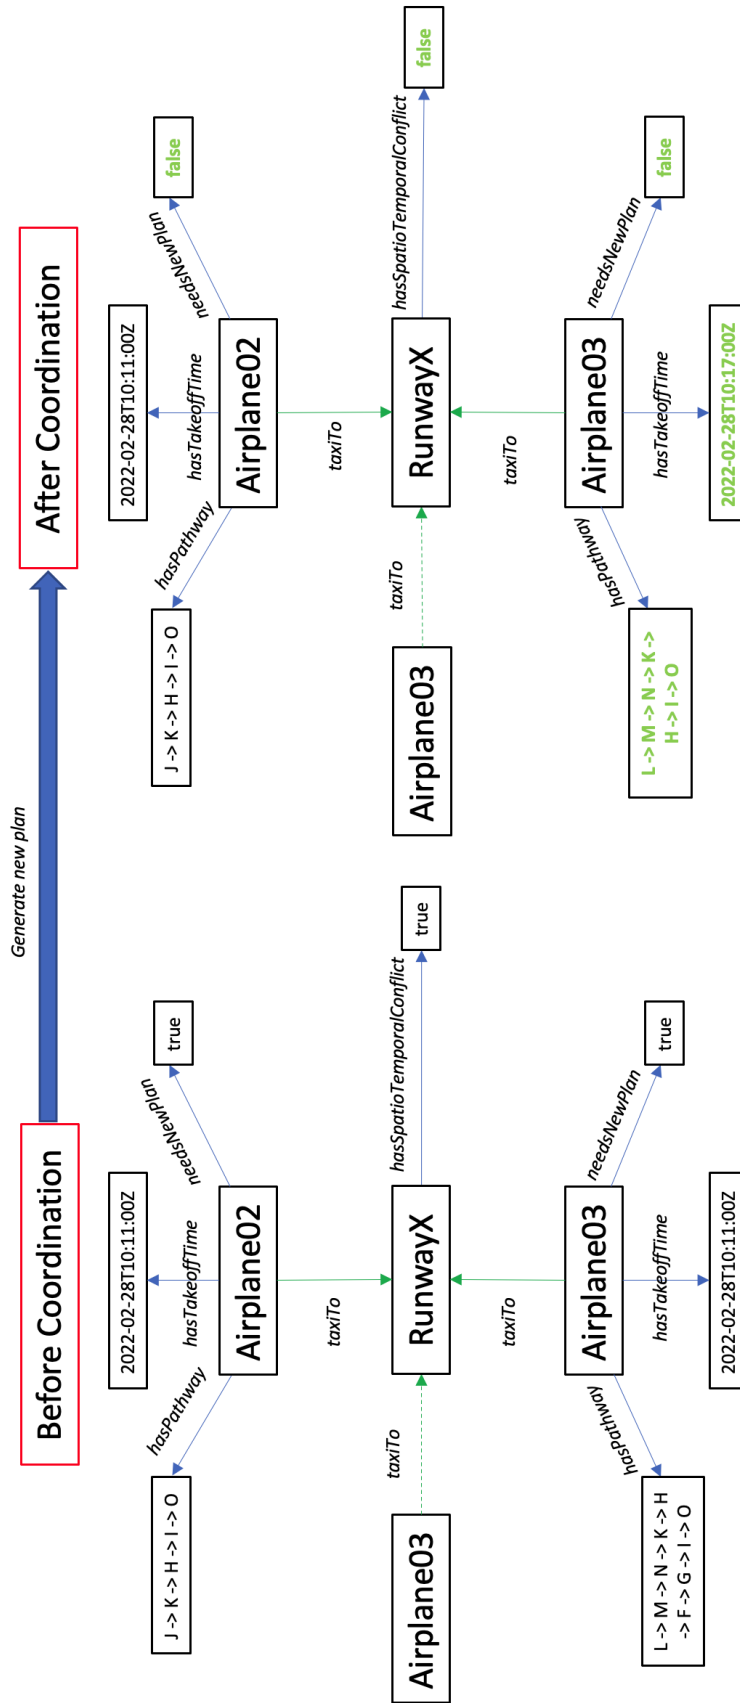 Before Coordination
Generate new plan
After Coordination
J -> K -> H -> I -> O
hasPathway
2022-02-28T10:11:00Z
hasTakeoffTime
needsNewPlan
true
Airplane02
taxiTo
Airplane03
taxiTo
RunwayX
hasSpatioTemporalConflict
true
taxiTo
Airplane03
hasPathway
hasTakeoffTime
needsNewPlan
true
L -> M -> N -> K -> H
-> F -> G -> I -> O
2022-02-28T10:11:00Z
J -> K -> H -> I -> O
hasPathway
2022-02-28T10:11:00Z
hasTakeoffTime
needsNewPlan
false
Airplane02
taxiTo
Airplane03
taxiTo
RunwayX
hasSpatioTemporalConflict
false
taxiTo
Airplane03
hasPathway
hasTakeoffTime
needsNewPlan
false
L -> M -> N -> K ->
H -> I -> O
2022-02-28T10:17:00Z